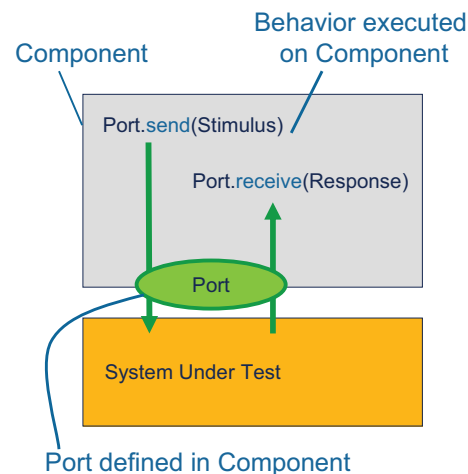 Behavior executed
on Component
Component
Port.send(Stimulus)
Port.receive(Response)
Port
System Under Test
Port defined in Component